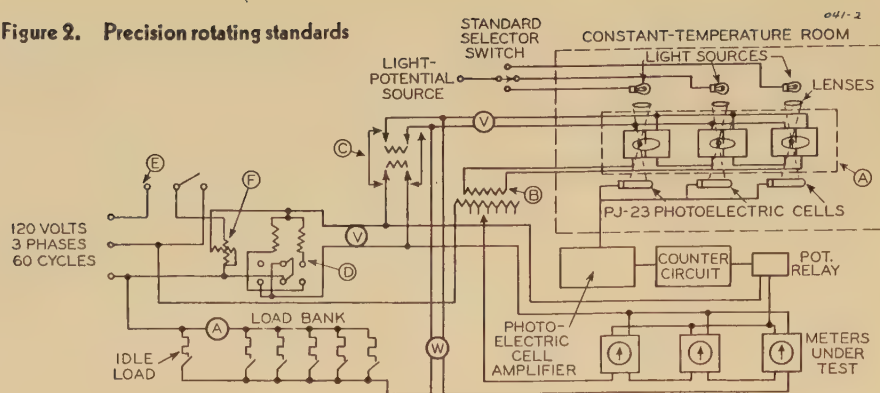 041-2
Figure 2. Precision rotating standards
STANDARD
SELECTOR
SWITCH
CONSTANT-TEMPERATURE ROOM
LIGHT-
POTENTIAL
SOURCE
LIGHT SOURCES
LENSES
V
C
E
F
B
A
PJ-23 PHOTOELECTRIC CELLS
120 VOLTS
3 PHASES
60 CYCLES
V
D
COUNTER
CIRCUIT
POT.
RELAY
A
LOAD BANK
PHOTO-
ELECTRIC
CELL
AMPLIFIER
W
IDLE
LOAD
METERS
UNDER
TEST